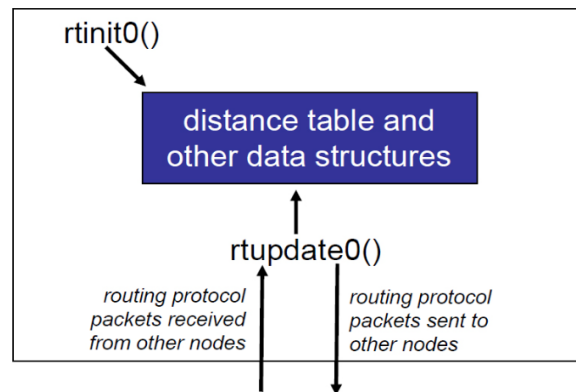 rtinit0()
distance table and
other data structures
rtupdate0()
routing protocol
packets received
from other nodes
routing protocol
packets sent to
other nodes